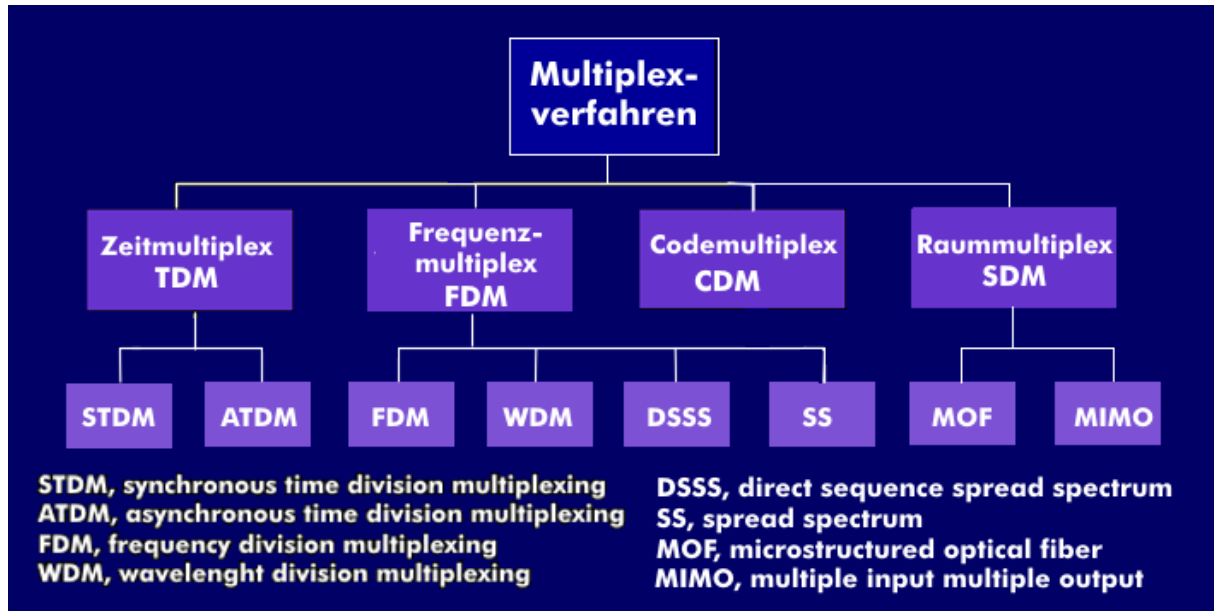 Multiplex-
verfahren
Zeitmultiplex
TDM
Frequenz-
multiplex
FDM
Codemultiplex
CDM
Raummultiplex
SDM
STDM
ATDM
FDM
WDM
DSSS
SS
MOF
MIMO
STDM, synchronous time division multiplexing
ATDM, asynchronous time division multiplexing
FDM, frequency division multiplexing
WDM, wavelenght division multiplexing
DSSS, direct sequence spread spectrum
SS, spread spectrum
MOF, microstructured optical fiber
MIMO, multiple input multiple output